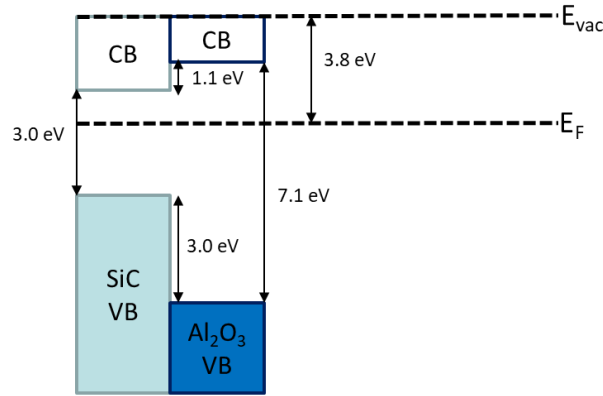 E_vac
CB
CB
3.8 eV
1.1 eV
E_F
3.0 eV
7.1 eV
3.0 eV
SiC
VB
Al₂O₃
VB